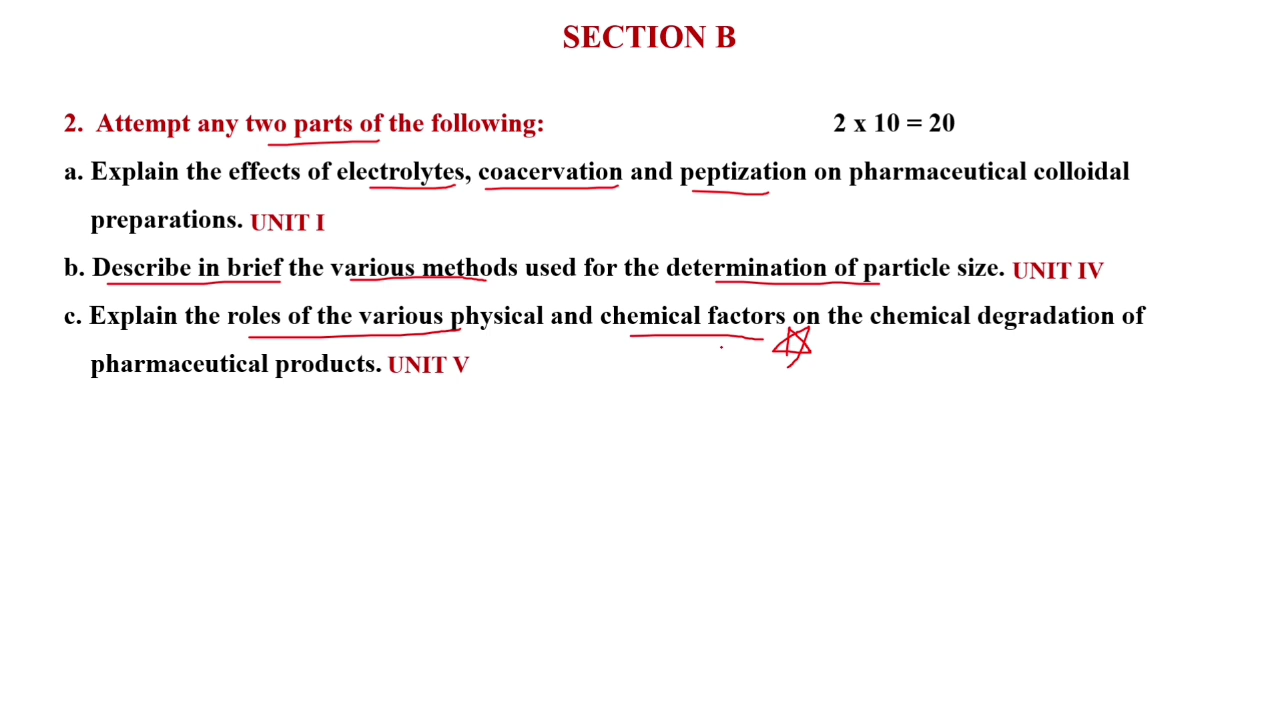 SECTION B
2. Attempt any two parts of the following: 2 x 10 = 20
a. Explain the effects of electrolytes, coacervation and peptization on pharmaceutical colloidal
preparations. UNIT I
b. Describe in brief the various methods used for the determination of particle size. UNIT IV
c. Explain the roles of the various physical and chemical factors on the chemical degradation of
pharmaceutical products. UNIT V